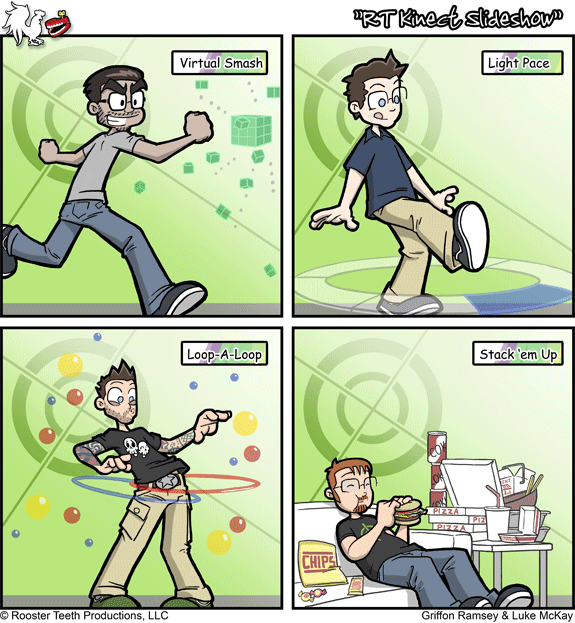 "RT Kinect Slideshow"
Virtual Smash
Light Pace
Loop-A-Loop
Stack 'em Up
PIZZA
PIZ
PIZZA
CHIPS
© Rooster Teeth Productions, LLC
Griffon Ramsey & Luke McKay